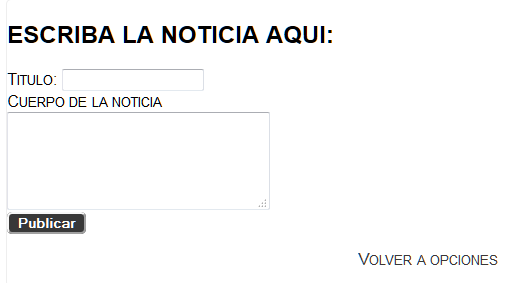 ESCRIBA LA NOTICIA AQUI:
TITULO:
CUERPO DE LA NOTICIA
Publicar
VOLVER A OPCIONES